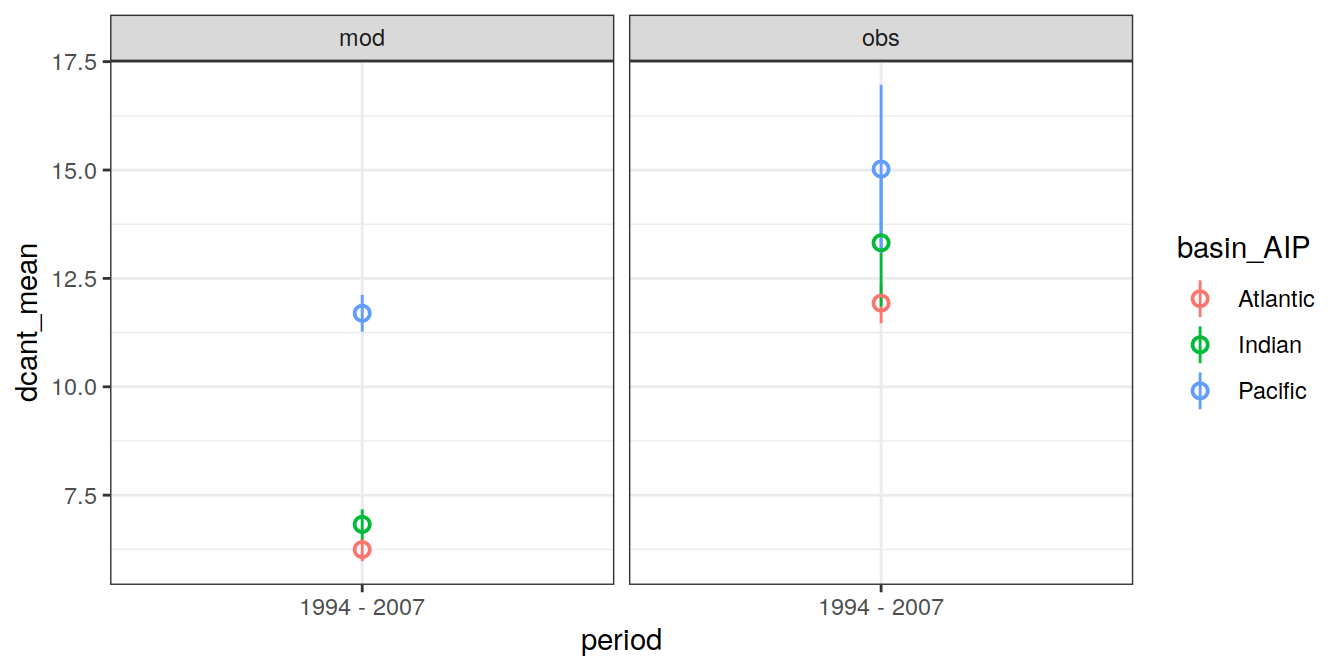 mod
obs
17.5
15.0
12.5
10.0
7.5
dcant_mean
1994 - 2007
1994 - 2007
period
basin_AIP
Atlantic
Indian
Pacific